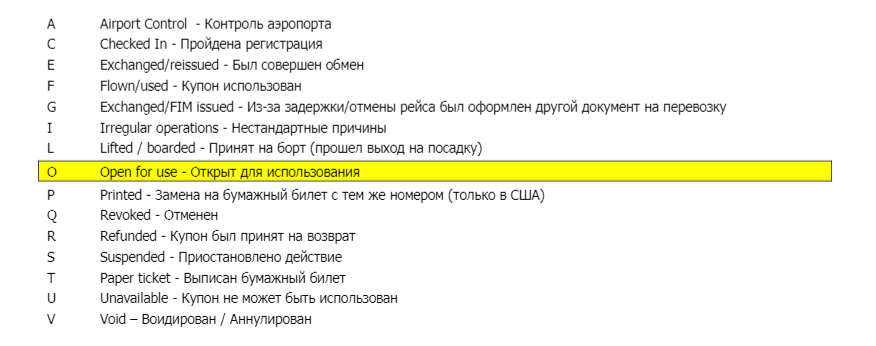 A Airport Control - Контроль аэропорта
C Checked In - Пройдена регистрация
E Exchanged/reissued - Был совершен обмен
F Flown/used - Купон использован
G Exchanged/FIM issued - Из-за задержки/отмены рейса был оформлен другой документ на перевозку
I Irregular operations - Нестандартные причины
L Lifted / boarded - Принят на борт (прошел выход на посадку)
O Open for use - Открыт для использования
P Printed - Замена на бумажный билет с тем же номером (только в США)
Q Revoked - Отменен
R Refunded - Купон был принят на возврат
S Suspended - Приостановлено действие
T Paper ticket - Выписан бумажный билет
U Unavailable - Купон не может быть использован
V Void – Воидирован / Аннулирован